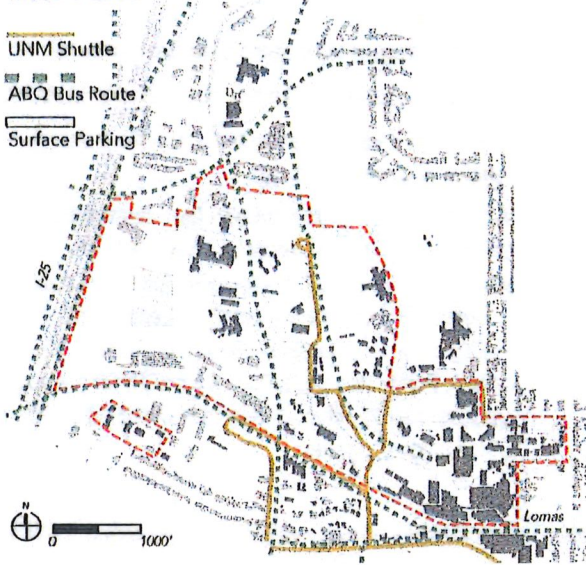 UNM Shuttle
ABQ Bus Route
Surface Parking
I-25
N
0 1000'
Lomas